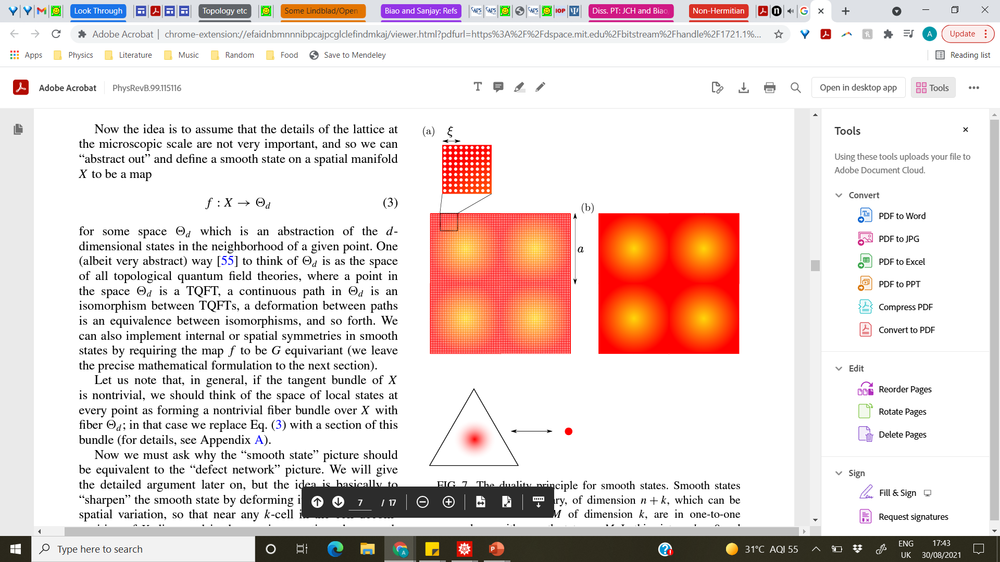 Look Through
Topology etc
Some Lindblad/Open
Biao and Sanjay: Refs
Diss. PT: JCH and Biao,
Non-Hermitian
Adobe Acrobat | chrome-extension://efaidnbmnnnibpcajpcglclefindmkaj/viewer.html?pdfurl=https%3A%2F%2Fdspace.mit.edu%2Fbitstream%2Fhandle%2F1721.1%...
A
Update
Apps
Physics
Literature
Music
Random
Food
Save to Mendeley
Reading list
Adobe Acrobat
PhysRevB.99.115116
Open in desktop app
Tools
Now the idea is to assume that the details of the lattice at
the microscopic scale are not very important, and so we can
“abstract out” and define a smooth state on a spatial manifold
X to be a map
f : X → Θd (3)
for some space Θd which is an abstraction of the d-
dimensional states in the neighborhood of a given point. One
(albeit very abstract) way [55] to think of Θd is as the space
of all topological quantum field theories, where a point in
the space Θd is a TQFT, a continuous path in Θd is an
isomorphism between TQFTs, a deformation between paths
is an equivalence between isomorphisms, and so forth. We
can also implement internal or spatial symmetries in smooth
states by requiring the map f to be G equivariant (we leave
the precise mathematical formulation to the next section).
Let us note that, in general, if the tangent bundle of X
is nontrivial, we should think of the space of local states at
every point as forming a nontrivial fiber bundle over X with
fiber Θd; in that case we replace Eq. (3) with a section of this
bundle (for details, see Appendix A).
Now we must ask why the “smooth state” picture should
be equivalent to the “defect network” picture. We will give
the detailed argument later on, but the idea is basically to
“sharpen” the smooth state by deforming i
spatial variation, so that near any k-cell i
(a) ξ
(b)
a
FIG. 7. The duality principle for smooth states. Smooth states
ry, of dimension n + k, which can be
M of dimension k, are in one-to-one
7 / 17
Tools
Using these tools uploads your file to
Adobe Document Cloud.
Convert
PDF to Word
PDF to JPG
PDF to Excel
PDF to PPT
Compress PDF
Convert to PDF
Edit
Reorder Pages
Rotate Pages
Delete Pages
Sign
Fill & Sign
Request signatures
Type here to search
31°C AQI 55
ENG
UK
17:43
30/08/2021